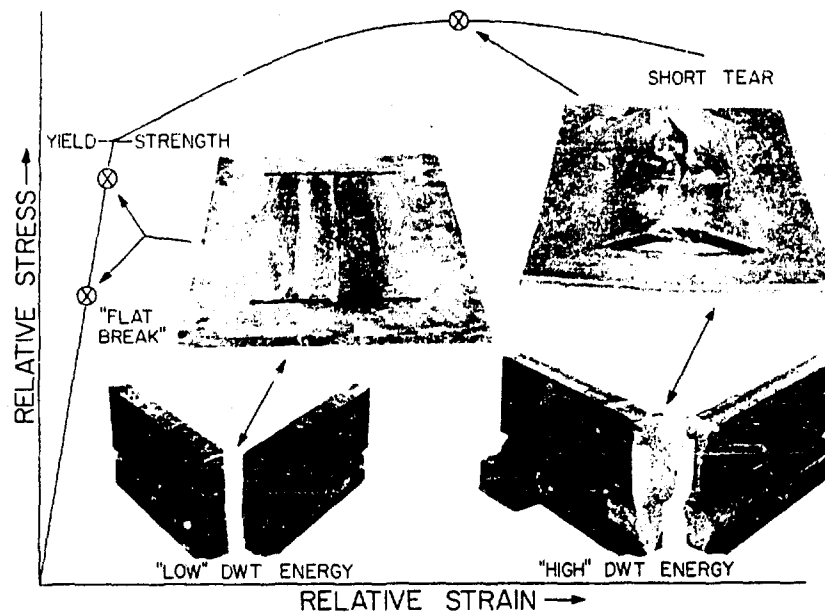 SHORT TEAR
YIELD STRENGTH
RELATIVE STRESS
"FLAT
BREAK"
"LOW" DWT ENERGY
"HIGH" DWT ENERGY
RELATIVE STRAIN